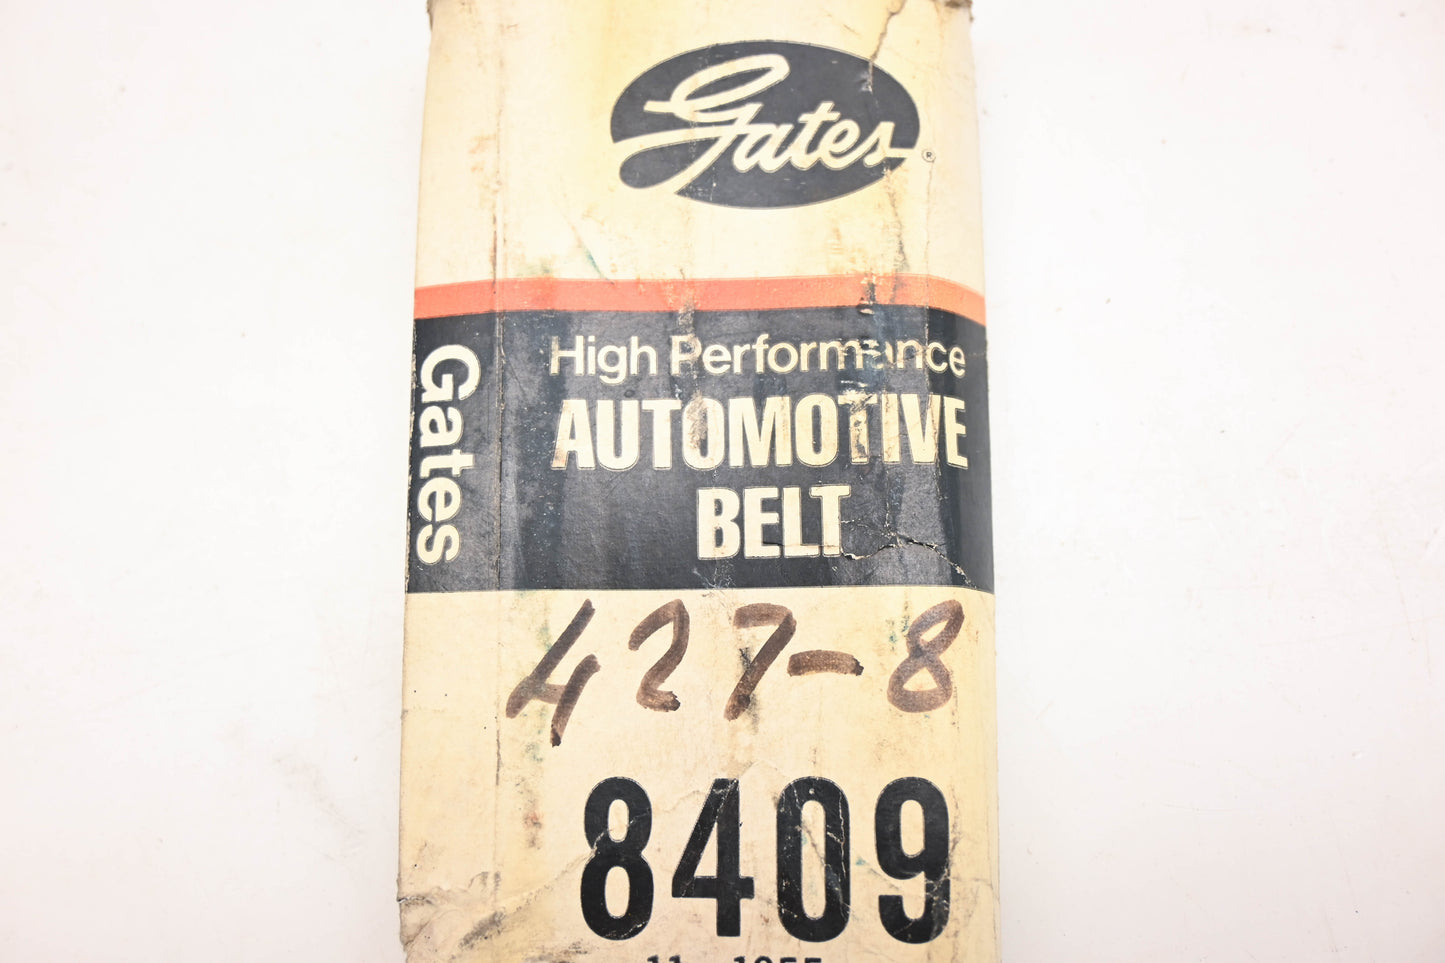 Gates®
High Performance
AUTOMOTIVE
BELT
Gates
427-8
8409